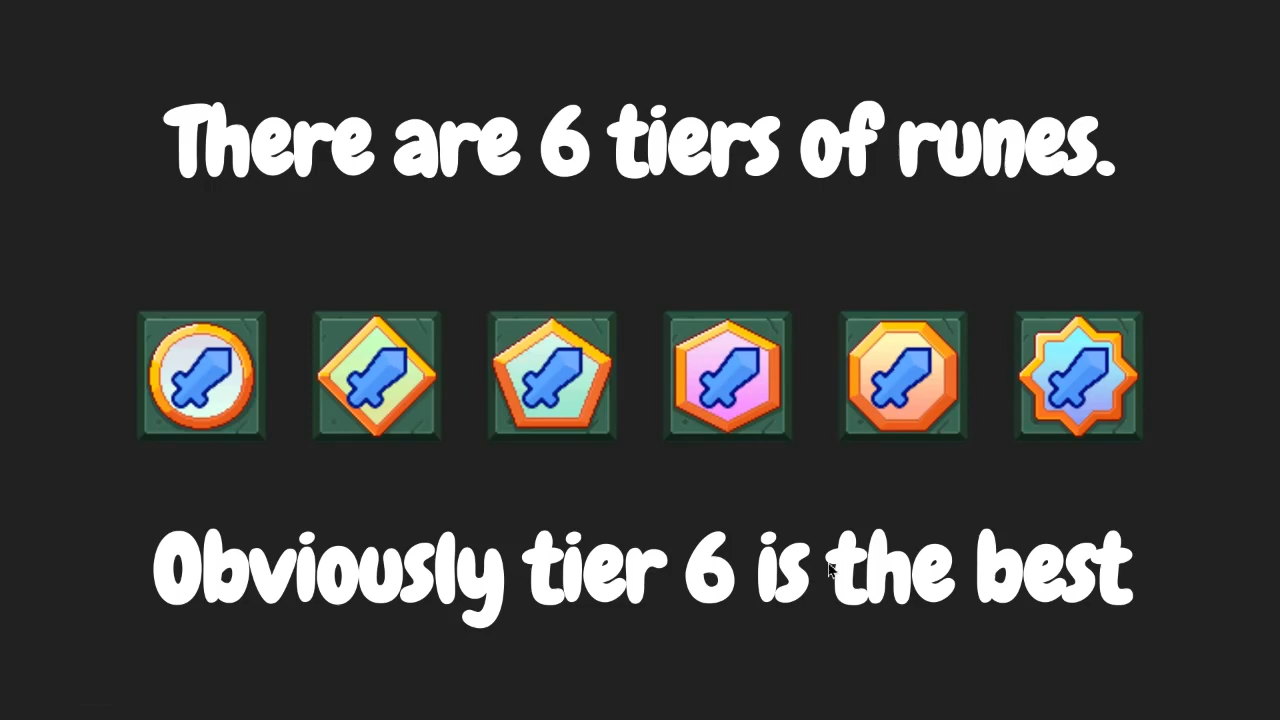 There are 6 tiers of runes.
Obviously tier 6 is the best